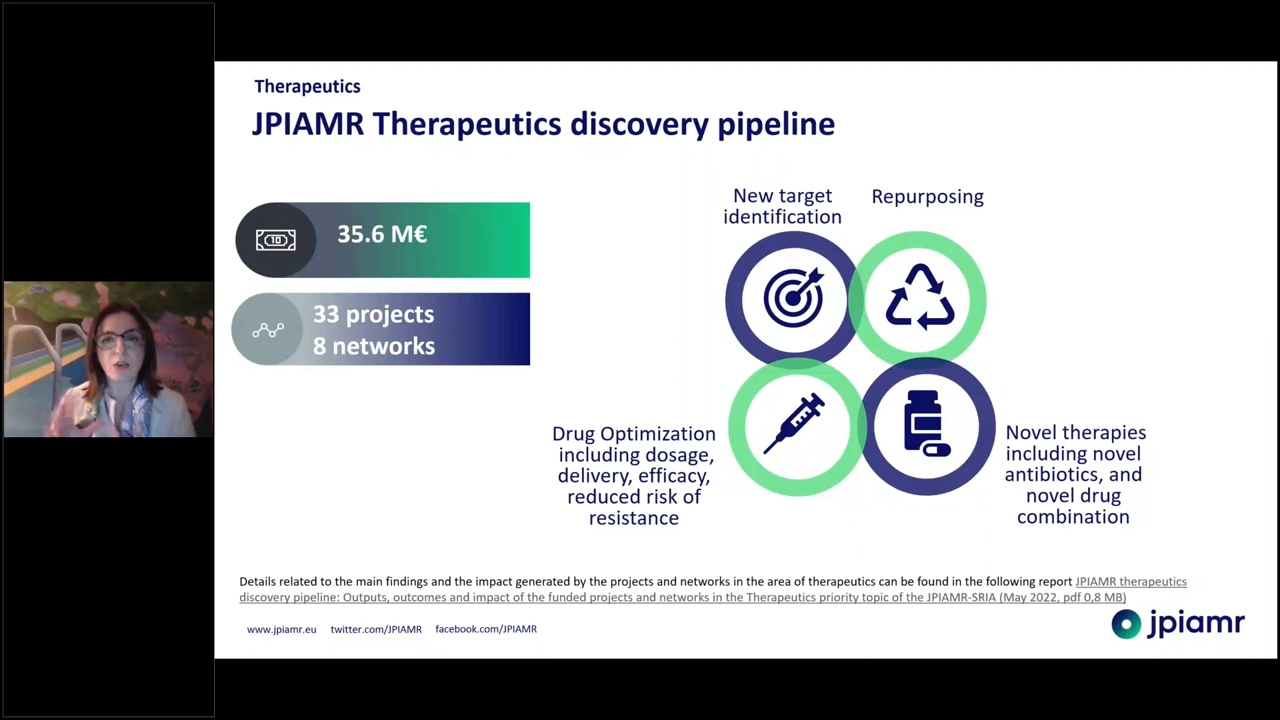 Therapeutics
JPIAMR Therapeutics discovery pipeline
35.6 M€
33 projects
8 networks
New target
identification
Repurposing
Drug Optimization
including dosage,
delivery, efficacy,
reduced risk of
resistance
Novel therapies
including novel
antibiotics, and
novel drug
combination
Details related to the main findings and the impact generated by the projects and networks in the area of therapeutics can be found in the following report JPIAMR therapeutics
discovery pipeline: Outputs, outcomes and impact of the funded projects and networks in the Therapeutics priority topic of the JPIAMR-SRIA (May 2022, pdf 0,8 MB)
www.jpiamr.eu twitter.com/JPIAMR facebook.com/JPIAMR
jpiamr